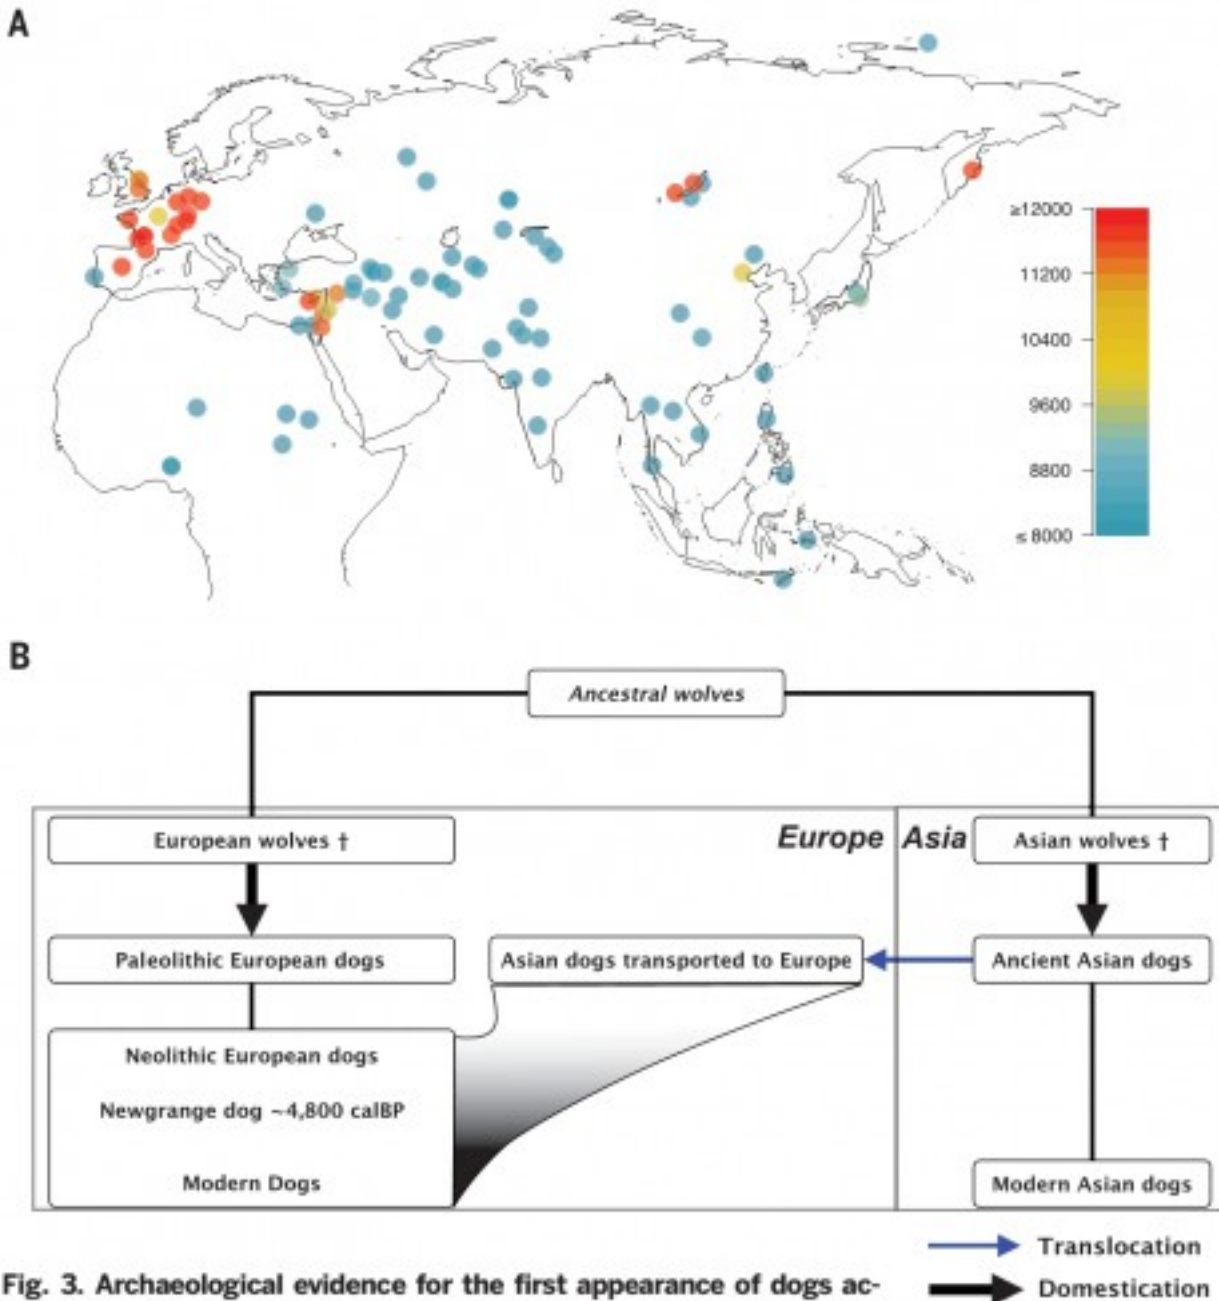 A
≥12000
11200
10400
9600
8800
≤ 8000
B
Ancestral wolves
European wolves †
Europe
Asia
Asian wolves †
Paleolithic European dogs
Asian dogs transported to Europe
Ancient Asian dogs
Neolithic European dogs
Newgrange dog ~4,800 calBP
Modern Dogs
Modern Asian dogs
Translocation
Domestication
Fig. 3. Archaeological evidence for the first appearance of dogs ac-